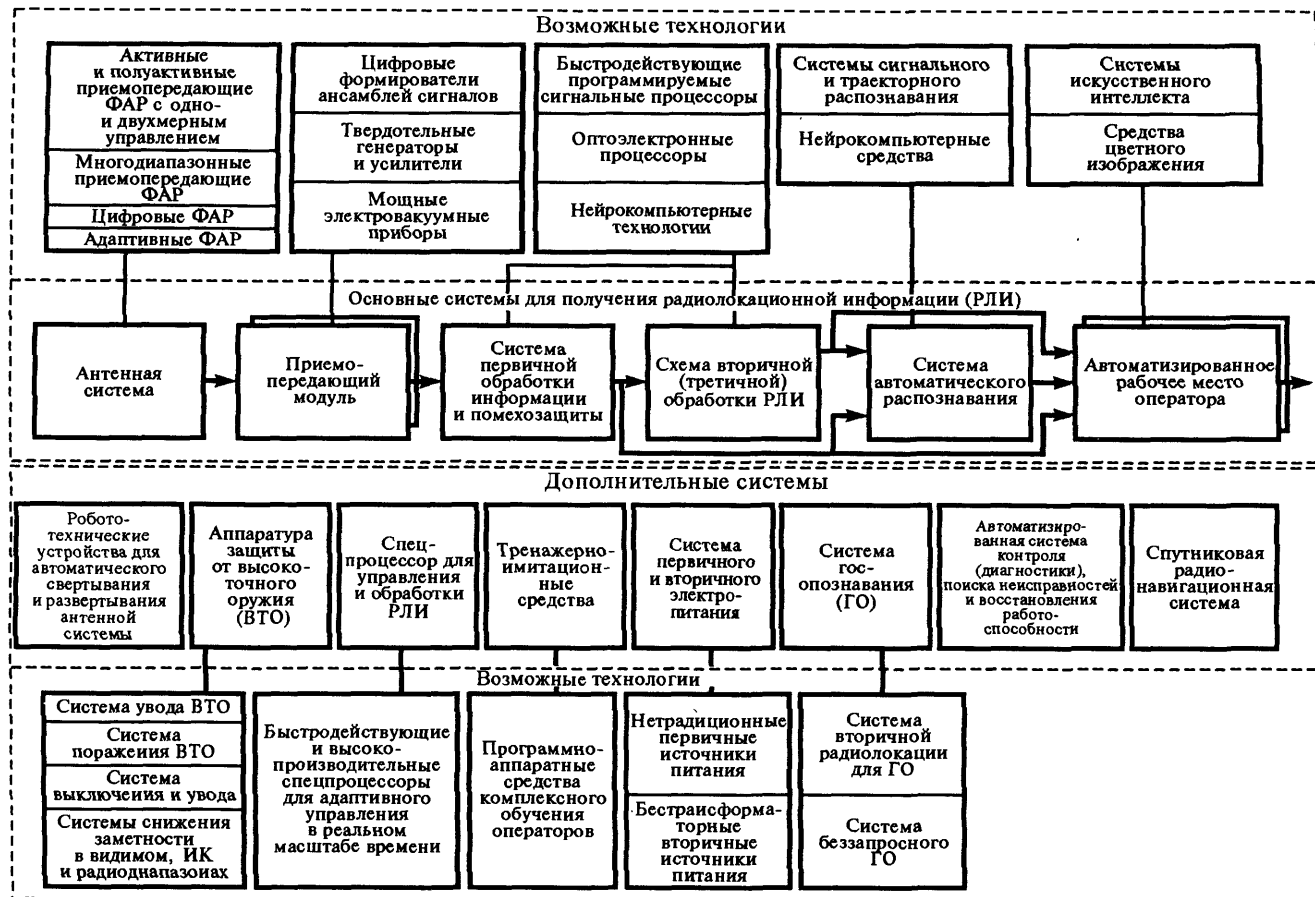 Возможные технологии
Активные
и полуактивные
приемопередающие
ФАР с одно-
и двухмерным
управлением
Многодиапазонные
приемопередающие
ФАР
Цифровые ФАР
Адаптивные ФАР
Цифровые
формирователи
ансамблей сигналов
Твердотельные
генераторы
и усилители
Мощные
электровакуумные
приборы
Быстродействующие
программируемые
сигнальные процессоры
Оптоэлектронные
процессоры
Нейрокомпьютерные
технологии
Системы сигнального
и траекторного
распознавания
Нейрокомпьютерные
средства
Системы
искусственного
интеллекта
Средства
цветного
изображения
Основные системы для получения радиолокационной информации (РЛИ)
Антенная
система
Приемо-
передающий
модуль
Система
первичной
обработки
информации
и помехозащиты
Схема вторичной
(третичной)
обработки РЛИ
Система
автоматического
распознавания
Автоматизированное
рабочее место
оператора
Дополнительные системы
Робото-
технические
устройства для
автоматического
свертывания
и развертывания
антенной
системы
Аппаратура
защиты
от высоко-
точного
оружия
(ВТО)
Спец-
процессор для
управления
и обработки
РЛИ
Тренажерно-
имитацион-
ные
средства
Система
первичного
и вторичного
электро-
питания
Система
гос-
опознавания
(ГО)
Автоматизиро-
ванная система
контроля
(диагностики),
поиска неисправностей
и восстановления
работо-
способности
Спутниковая
радио-
навигационная
система
Возможные технологии
Система увода ВТО
Система
поражеиия ВТО
Система
выключения и увода
Системы снижения
заметности
в видимом, ИК
и радиодиапазоиах
Быстродействующие
и высоко-
производительные
спецпроцессоры
для адаптивного
управления
в реальном
масштабе времени
Программно-
аппаратные
средства
комплексного
обучения
операторов
Нетрадиционные
первичные
источники
питания
Бестраисформа-
торные
вторичные
источники
питания
Система
вторичной
радиолокации
для ГО
Система
беззапросного
ГО